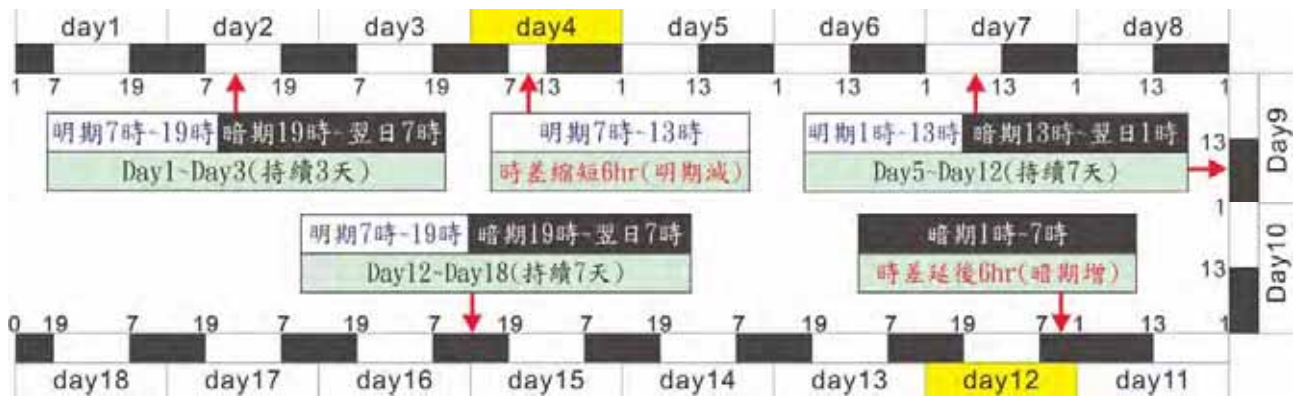 day1 day2 day3 day4 day5 day6 day7 day8
1 7 19 7 19 7 19 7 13 1 13 1 13 1 13 1 13 1
明期7時~19時 暗期19時~翌日7時
Day1~Day3(持續3天)
明期7時~13時
時差縮短6hr(明期減)
明期1時~13時 暗期13時~翌日1時
Day5~Day12(持續7天)
13
Day9
1
明期7時~19時 暗期19時~翌日7時
Day12~Day18(持續7天)
暗期1時~7時
時差延後6hr(暗期增)
13
Day10
0 19 7 19 7 19 7 19 7 19 7 19 7 19 7 1 13 1
day18 day17 day16 day15 day14 day13 day12 day11